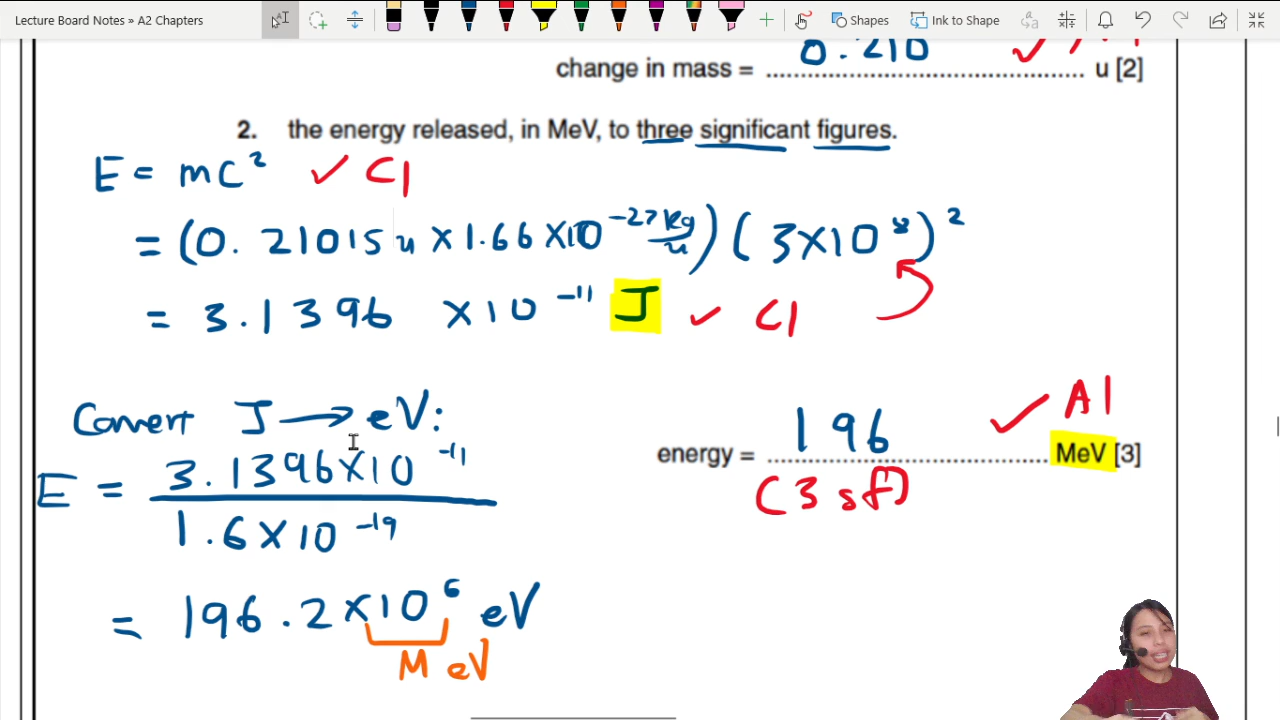 Lecture Board Notes » A2 Chapters
Shapes
Ink to Shape
0.210
change in mass = ........................................ u [2]
2. the energy released, in MeV, to three significant figures.
E = mc² ✓ C1
= (0.21015 u × 1.66 × 10⁻²⁷ kg/u) (3 × 10⁸)²
= 3.1396 × 10⁻¹¹ J ✓ C1
Convert J → eV:
E = 3.1396 × 10⁻¹¹
1.6 × 10⁻¹⁹
= 196.2 × 10⁶ eV
M eV
✓ A1
energy = 196 MeV [3]
(3 sf)